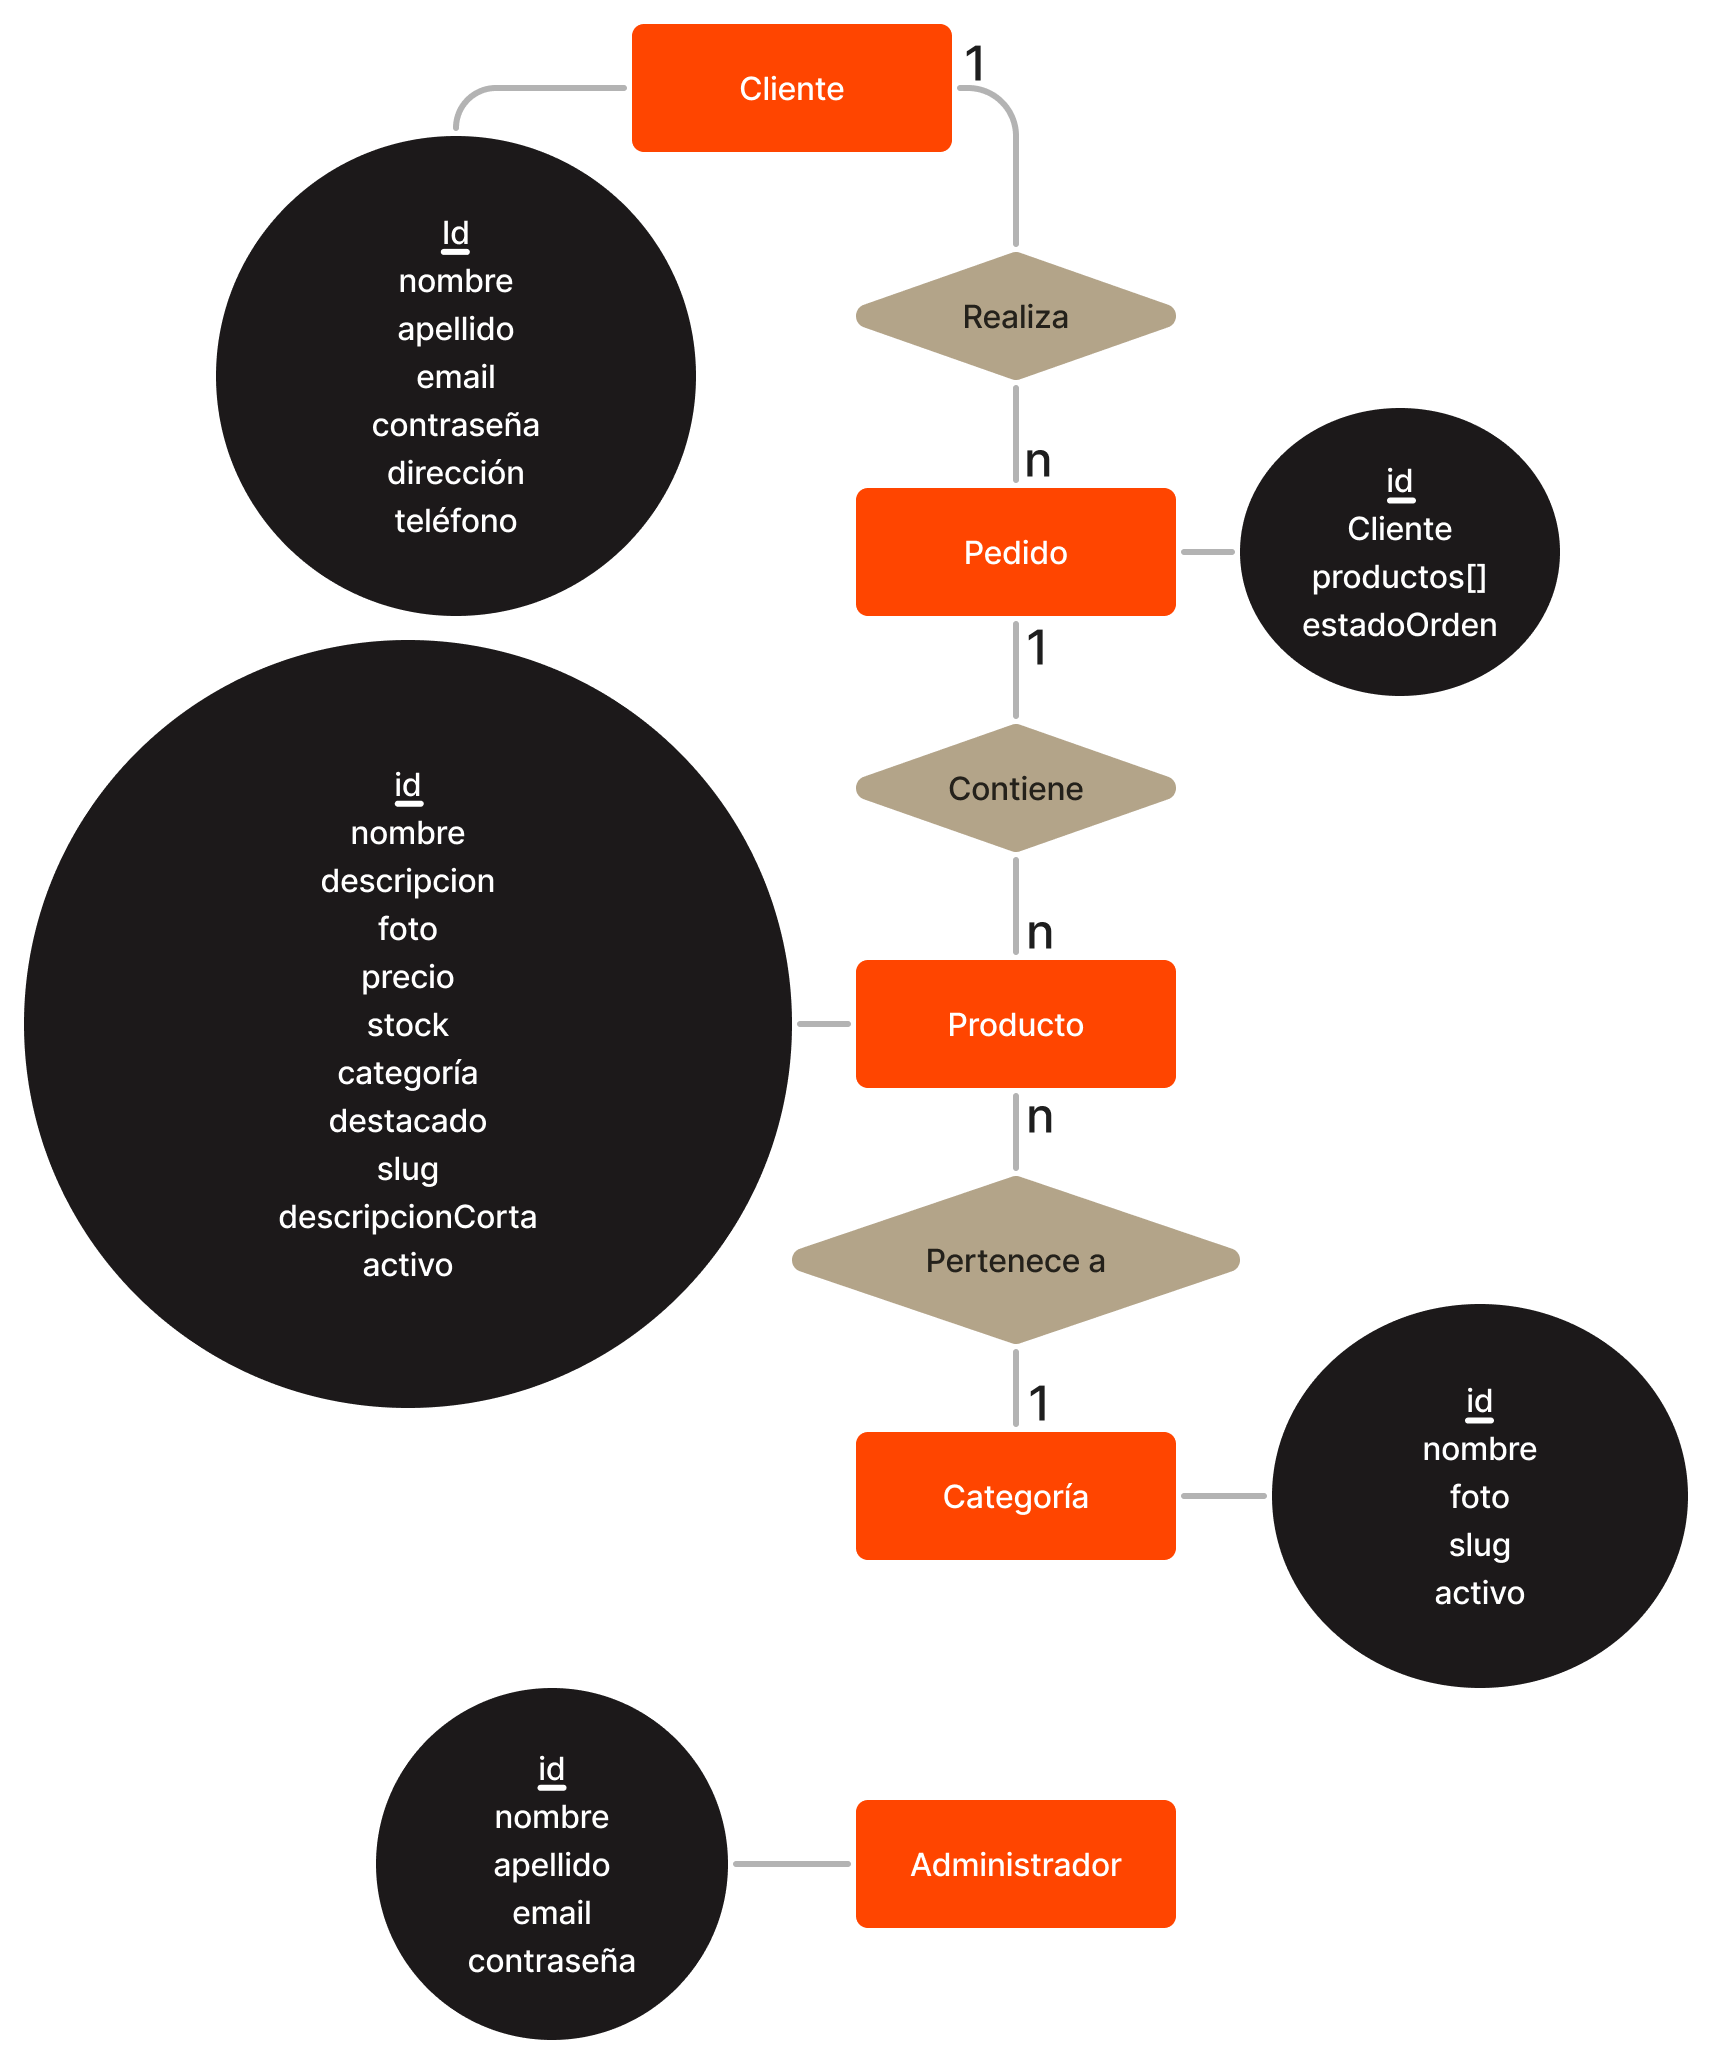 Cliente
1
Id
nombre
apellido
email
contraseña
dirección
teléfono
Realiza
n
Pedido
id
Cliente
productos[]
estadoOrden
1
Contiene
n
id
nombre
descripcion
foto
precio
stock
categoría
destacado
slug
descripcionCorta
activo
Producto
n
Pertenece a
1
Categoría
id
nombre
foto
slug
activo
id
nombre
apellido
email
contraseña
Administrador